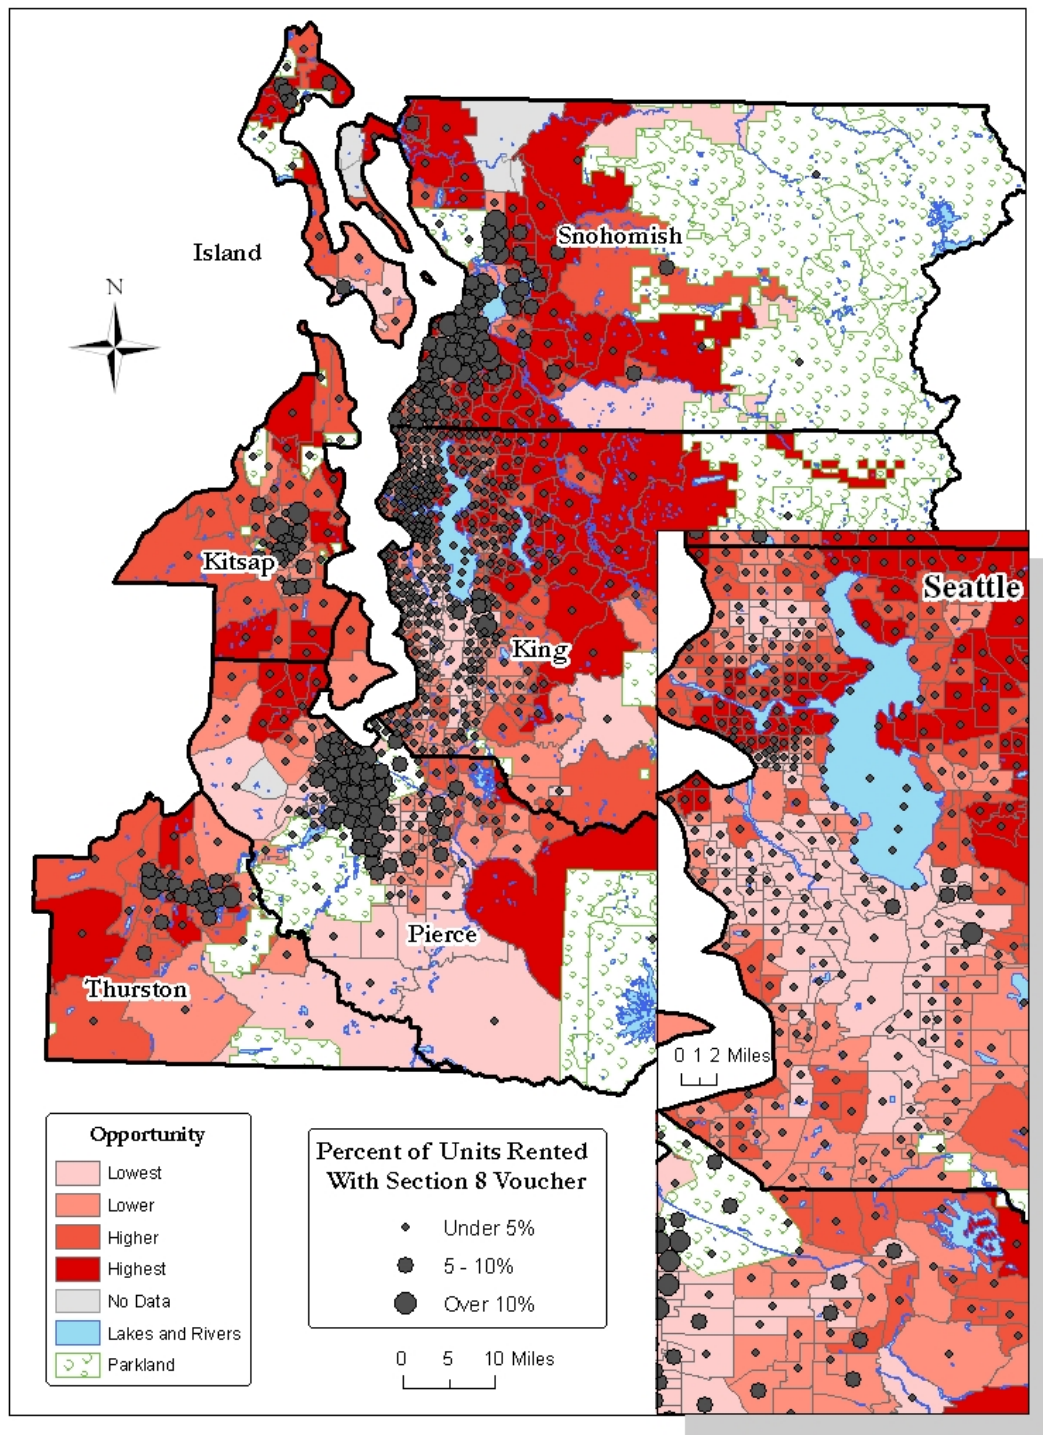 N
Island
Snohomish
Kitsap
King
Seattle
Pierce
Thurston
0 1 2 Miles
Opportunity
Lowest
Lower
Higher
Highest
No Data
Lakes and Rivers
Parkland
Percent of Units Rented
With Section 8 Voucher
Under 5%
5 - 10%
Over 10%
0 5 10 Miles